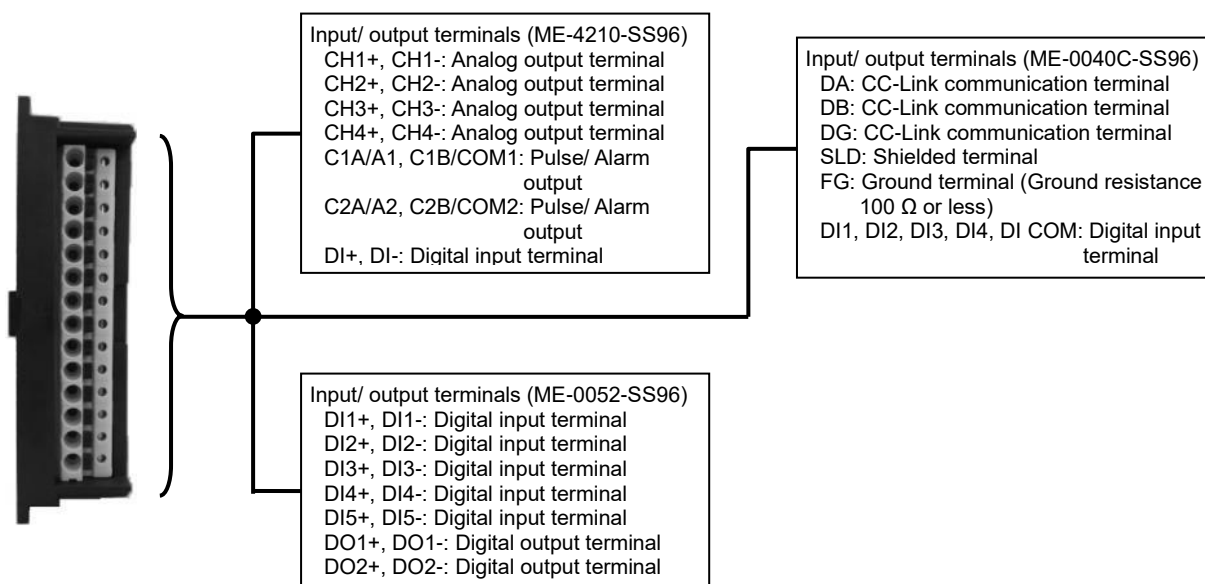 Input/ output terminals (ME-4210-SS96)
CH1+, CH1-: Analog output terminal
CH2+, CH2-: Analog output terminal
CH3+, CH3-: Analog output terminal
CH4+, CH4-: Analog output terminal
C1A/A1, C1B/COM1: Pulse/ Alarm
output
C2A/A2, C2B/COM2: Pulse/ Alarm
output
DI+, DI-: Digital input terminal
Input/ output terminals (ME-0040C-SS96)
DA: CC-Link communication terminal
DB: CC-Link communication terminal
DG: CC-Link communication terminal
SLD: Shielded terminal
FG: Ground terminal (Ground resistance
100 Ω or less)
DI1, DI2, DI3, DI4, DI COM: Digital input
terminal
Input/ output terminals (ME-0052-SS96)
DI1+, DI1-: Digital input terminal
DI2+, DI2-: Digital input terminal
DI3+, DI3-: Digital input terminal
DI4+, DI4-: Digital input terminal
DI5+, DI5-: Digital input terminal
DO1+, DO1-: Digital output terminal
DO2+, DO2-: Digital output terminal